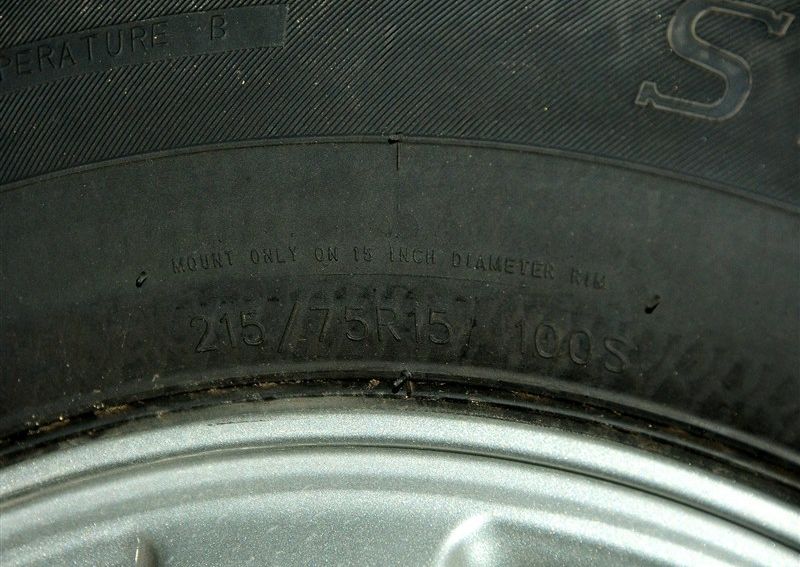 PERATURE B
S
MOUNT ONLY ON 15 INCH DIAMETER RIM
215/75R15/ 100S